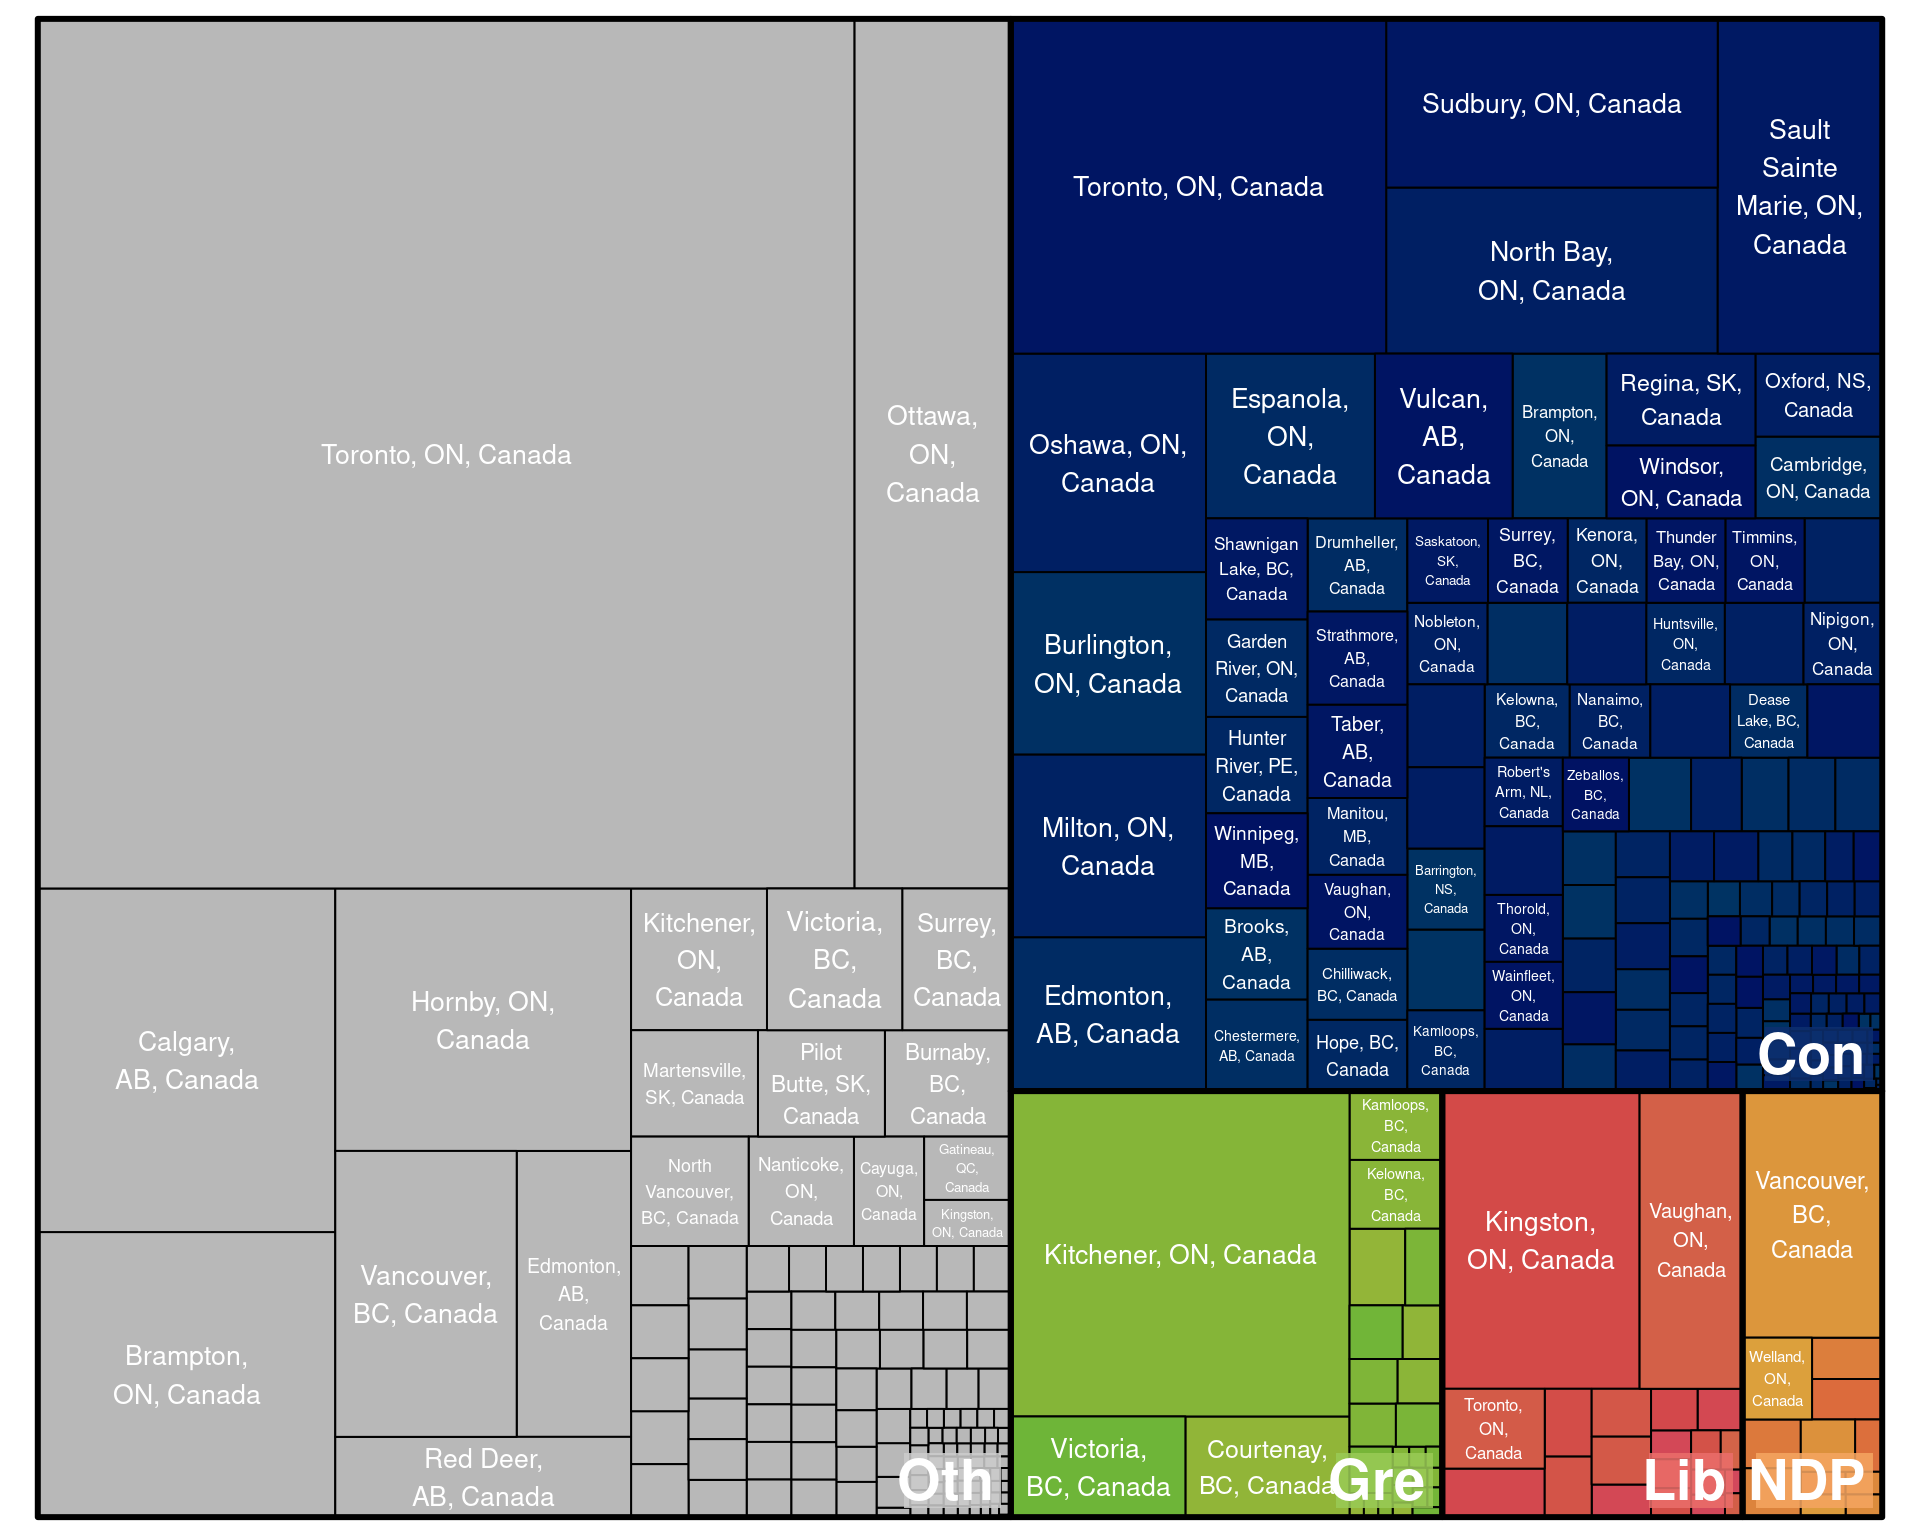 Toronto, ON, Canada
Ottawa,
ON,
Canada
Calgary,
AB, Canada
Brampton,
ON, Canada
Hornby, ON,
Canada
Vancouver,
BC, Canada
Edmonton,
AB,
Canada
Red Deer,
AB, Canada
Kitchener,
ON,
Canada
Victoria,
BC,
Canada
Surrey,
BC,
Canada
Martensville,
SK, Canada
Pilot
Butte, SK,
Canada
Burnaby,
BC,
Canada
North
Vancouver,
BC, Canada
Nanticoke,
ON,
Canada
Cayuga,
ON,
Canada
Gatineau,
QC,
Canada
Kingston,
ON, Canada
Oth
Toronto, ON, Canada
Sudbury, ON, Canada
North Bay,
ON, Canada
Sault
Sainte
Marie, ON,
Canada
Oshawa, ON,
Canada
Burlington,
ON, Canada
Milton, ON,
Canada
Edmonton,
AB, Canada
Espanola,
ON,
Canada
Vulcan,
AB,
Canada
Brampton,
ON,
Canada
Regina, SK,
Canada
Windsor,
ON, Canada
Oxford, NS,
Canada
Cambridge,
ON, Canada
Shawnigan
Lake, BC,
Canada
Garden
River, ON,
Canada
Hunter
River, PE,
Canada
Winnipeg,
MB,
Canada
Brooks,
AB,
Canada
Chestermere,
AB, Canada
Drumheller,
AB,
Canada
Strathmore,
AB,
Canada
Taber,
AB,
Canada
Manitou,
MB,
Canada
Vaughan,
ON,
Canada
Chilliwack,
BC, Canada
Hope, BC,
Canada
Saskatoon,
SK,
Canada
Surrey,
BC,
Canada
Kenora,
ON,
Canada
Thunder
Bay, ON,
Canada
Timmins,
ON,
Canada
Nobleton,
ON,
Canada
Huntsville,
ON,
Canada
Nipigon,
ON,
Canada
Kelowna,
BC,
Canada
Nanaimo,
BC,
Canada
Dease
Lake, BC,
Canada
Robert's
Arm, NL,
Canada
Zeballos,
BC,
Canada
Barrington,
NS,
Canada
Thorold,
ON,
Canada
Wainfleet,
ON,
Canada
Kamloops,
BC,
Canada
Con
Kitchener, ON, Canada
Victoria,
BC, Canada
Courtenay,
BC, Canada
Kamloops,
BC,
Canada
Kelowna,
BC,
Canada
Gre
Kingston,
ON, Canada
Vaughan,
ON,
Canada
Toronto,
ON,
Canada
Lib
Vancouver,
BC,
Canada
Welland,
ON,
Canada
NDP